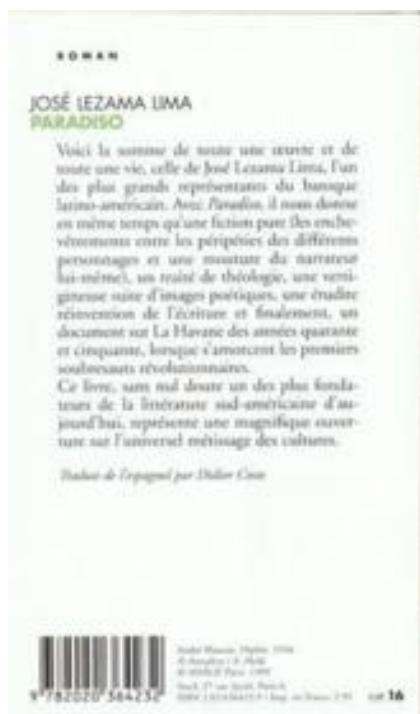 ROMAN
JOSÉ LEZAMA LIMA
PARADISO
Voici la somme de toute une œuvre et de
toute une vie, celle de José Lezama Lima, l'un
des plus grands représentants du baroque
latino-américain. Avec Paradiso, il nous donne
en même temps qu'une fiction pure (les enche-
vêtrements entre les péripéties des différents
personnages et une mouture du narrateur
lui-même), un traité de théologie, une verti-
gineuse suite d'images poétiques, une érudite
réinvention de l'écriture et finalement, un
document sur La Havane des années quarante
et cinquante, lorsque s'amorcent les premiers
soubresauts révolutionnaires.
Ce livre, sans nul doute un des plus fonda-
teurs de la littérature sud-américaine d'au-
jourd'hui, représente une magnifique ouver-
ture sur l'universel métissage des cultures.
Traduit de l'espagnol par Didier Coste
9 782020 364232
16